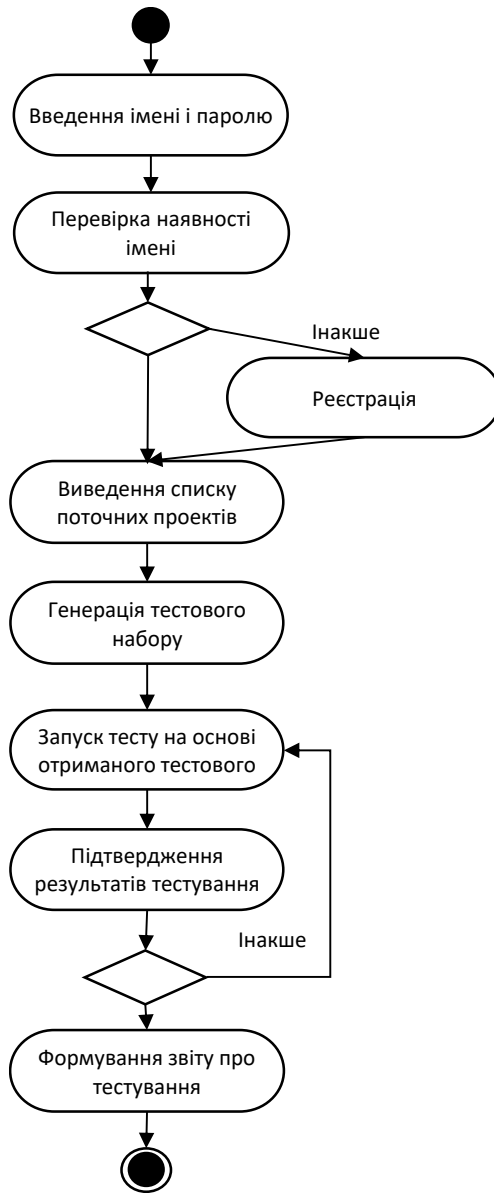 Введення імені і паролю
Перевірка наявності
імені
Інакше
Реєстрація
Виведення списку
поточних проектів
Генерація тестового
набору
Запуск тесту на основі
отриманого тестового
Підтвердження
результатів тестування
Інакше
Формування звіту про
тестування